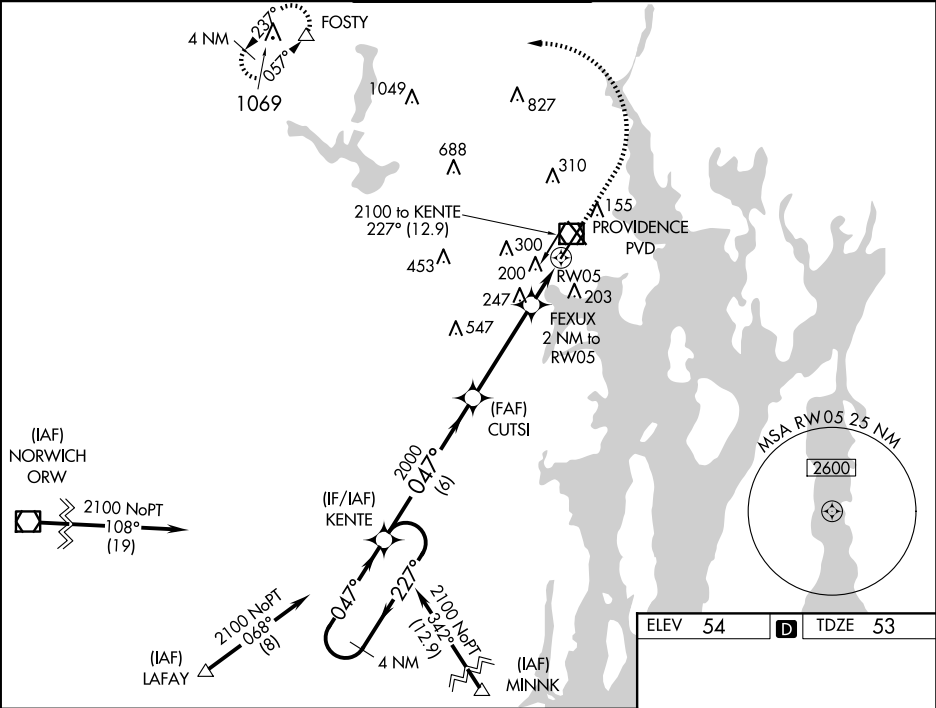 FOSTY
237°
4 NM
057°
1069
1049
827
688
310
155
2100 to KENTE
227° (12.9)
PROVIDENCE
PVD
300
453
200
RW05
247
203
FEXUX
2 NM to
RW05
547
(FAF)
CUTSI
MSA RW05 25 NM
2600
(IAF)
NORWICH
ORW
2100 NoPT
108°
(19)
2000
047°
(6)
(IF/IAF)
KENTE
047°
227°
4 NM
2100 NoPT
068°
(8)
(IAF)
LAFAY
2100 NoPT
342°
(12.9)
(IAF)
MINNK
ELEV 54 D TDZE 53